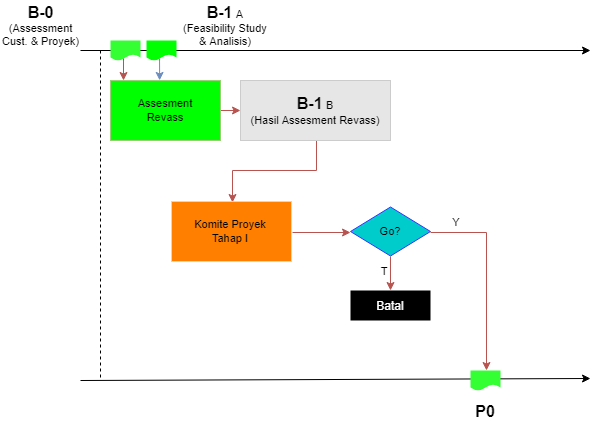 B-0
(Assessment
Cust. & Proyek)
B-1 A
(Feasibility Study
& Analisis)
Assesment
Revass
B-1 B
(Hasil Assesment Revass)
Komite Proyek
Tahap I
Go?
Y
T
Batal
P0